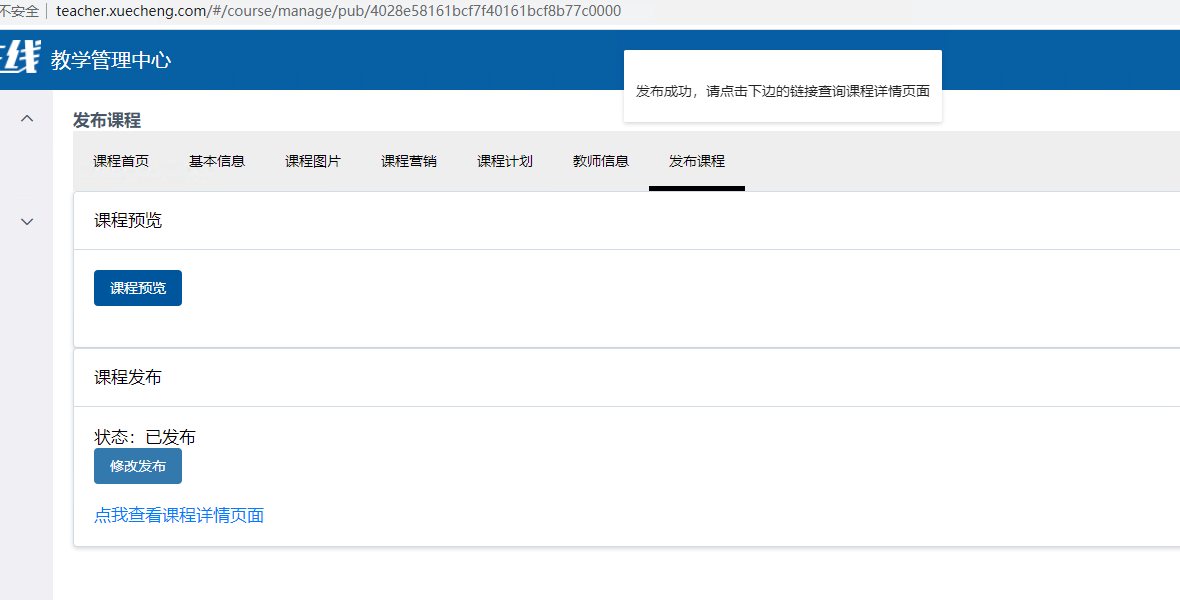 不安全 | teacher.xuecheng.com/#/course/manage/pub/4028e58161bcf7f40161bcf8b77c0000
线 教学管理中心
发布成功，请点击下边的链接查询课程详情页面
发布课程
课程首页 基本信息 课程图片 课程营销 课程计划 教师信息 发布课程
课程预览
课程预览
课程发布
状态：已发布
修改发布
点我查看课程详情页面